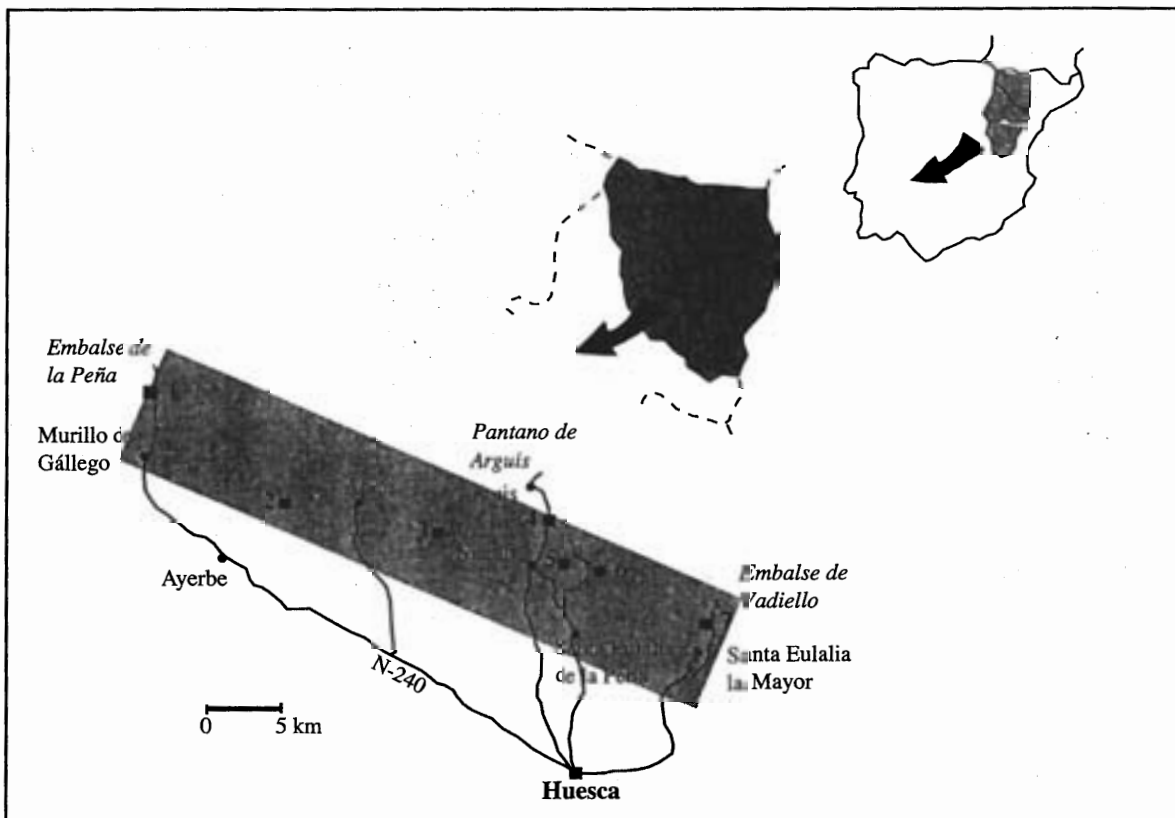 Embalse de
la Peña
Murillo de
Gállego
Pantano de
Arguis
Ayerbe
N-240
Embalse de
Vadiello
Santa Eulalia
la Mayor
de la Peña
0 5 km
Huesca